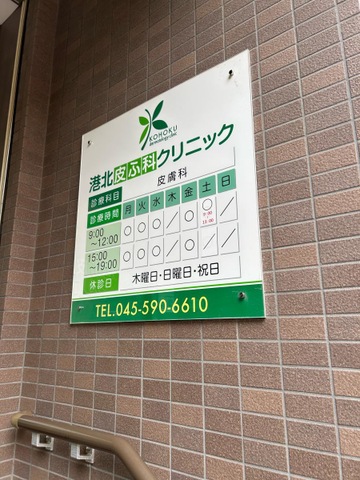 KOHOKU
dermatology clinic
港北皮ふ科クリニック
診療科目 皮膚科
診療時間 月 火 水 木 金 土 日
9:00～12:00 ○ ○ ○ ／ ○ ○ ／
15:00～19:00 ○ ○ ○ ／ ○ ／ ／
休診日 木曜日・日曜日・祝日
TEL.045-590-6610